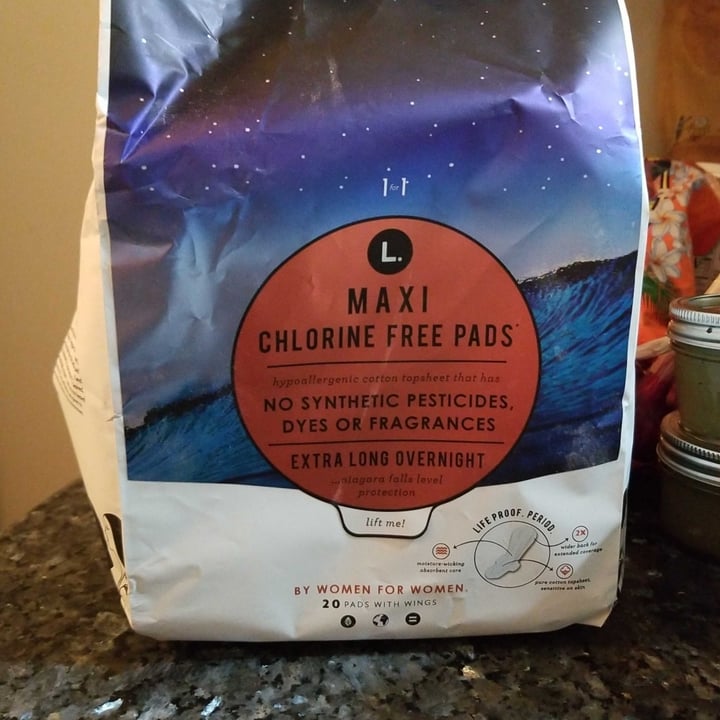 1 for 1
L.
MAXI
CHLORINE FREE PADS*
hypoallergenic cotton topsheet that has
NO SYNTHETIC PESTICIDES,
DYES OR FRAGRANCES
EXTRA LONG OVERNIGHT
...niagara falls level
protection
lift me!
LIFE PROOF. PERIOD.
2X
wider back for
extended coverage
moisture-wicking
absorbent core
pure cotton topsheet,
sensitive on skin
BY WOMEN FOR WOMEN.
20 PADS WITH WINGS